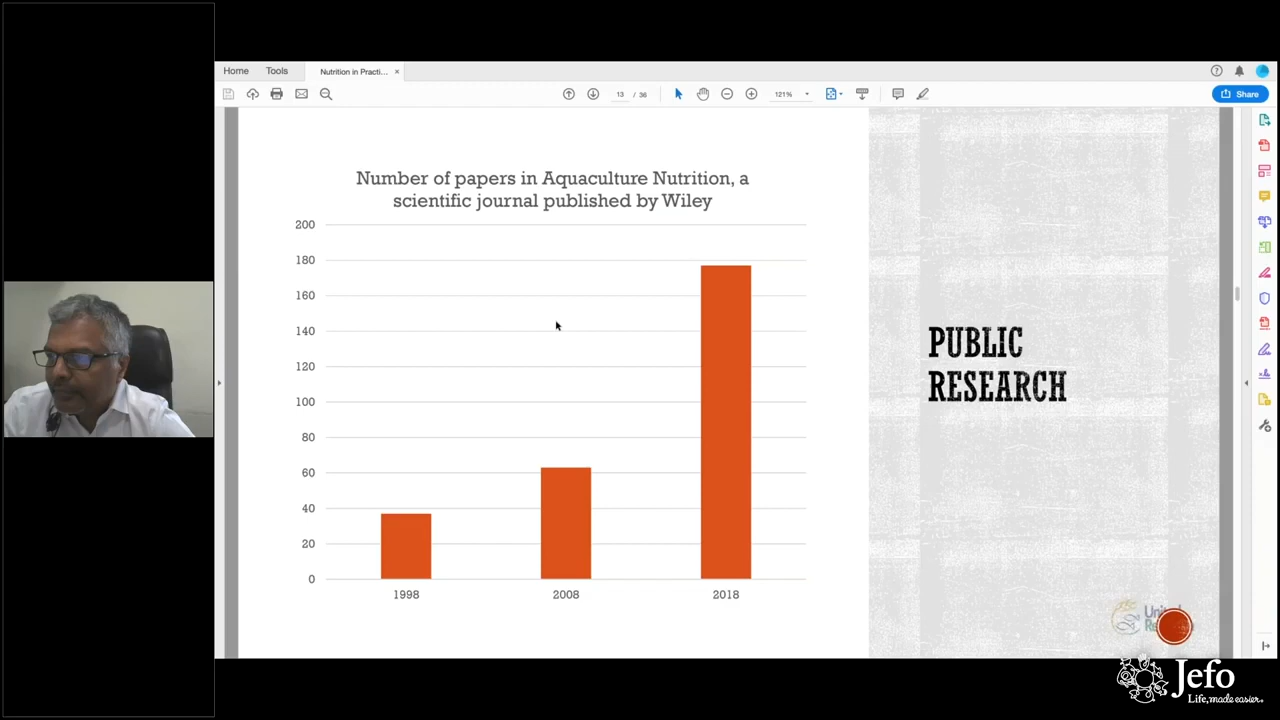 Home
Tools
Nutrition in Practi...
13 / 36
121%
Share
Number of papers in Aquaculture Nutrition, a
scientific journal published by Wiley
200
180
160
140
120
100
80
60
40
20
0
1998
2008
2018
PUBLIC
RESEARCH
Jefo
Life, made easier.